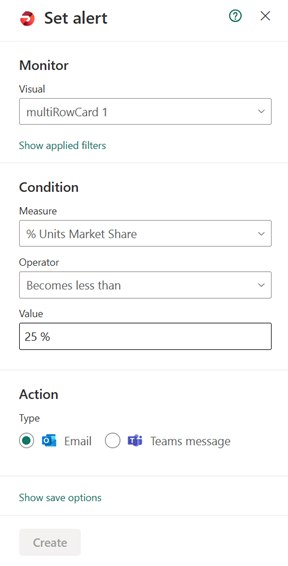 Set alert
Monitor
Visual
multiRowCard 1
Show applied filters
Condition
Measure
% Units Market Share
Operator
Becomes less than
Value
25 %
Action
Type
Email Teams message
Show save options
Create